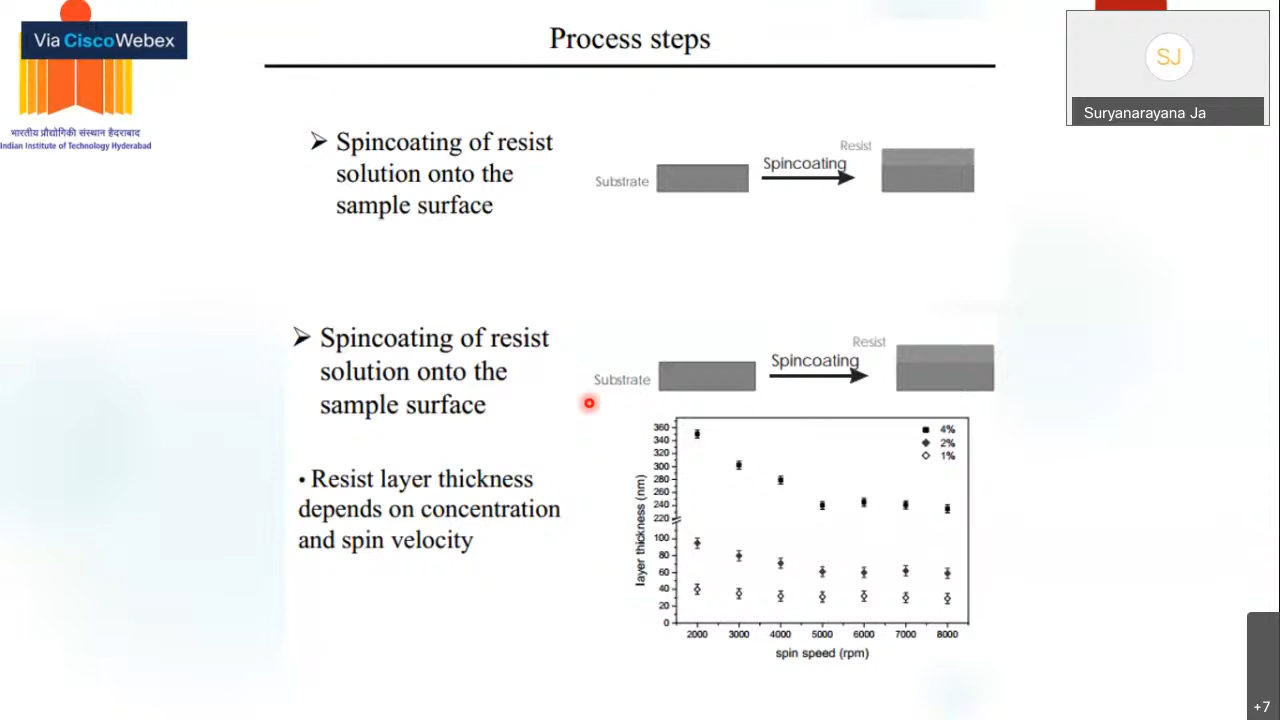 Via Cisco Webex
भारतीय प्रौद्योगिकी संस्थान हैदराबाद
Indian Institute of Technology Hyderabad
Process steps
SJ
Suryanarayana Ja
➢ Spincoating of resist
solution onto the
sample surface
Substrate
Spincoating
Resist
➢ Spincoating of resist
solution onto the
sample surface
Substrate
Spincoating
Resist
• Resist layer thickness
depends on concentration
and spin velocity
layer thickness (nm)
360
340
320
300
280
260
240
220
100
80
60
40
20
0
4%
2%
1%
2000 3000 4000 5000 6000 7000 8000
spin speed (rpm)
+7